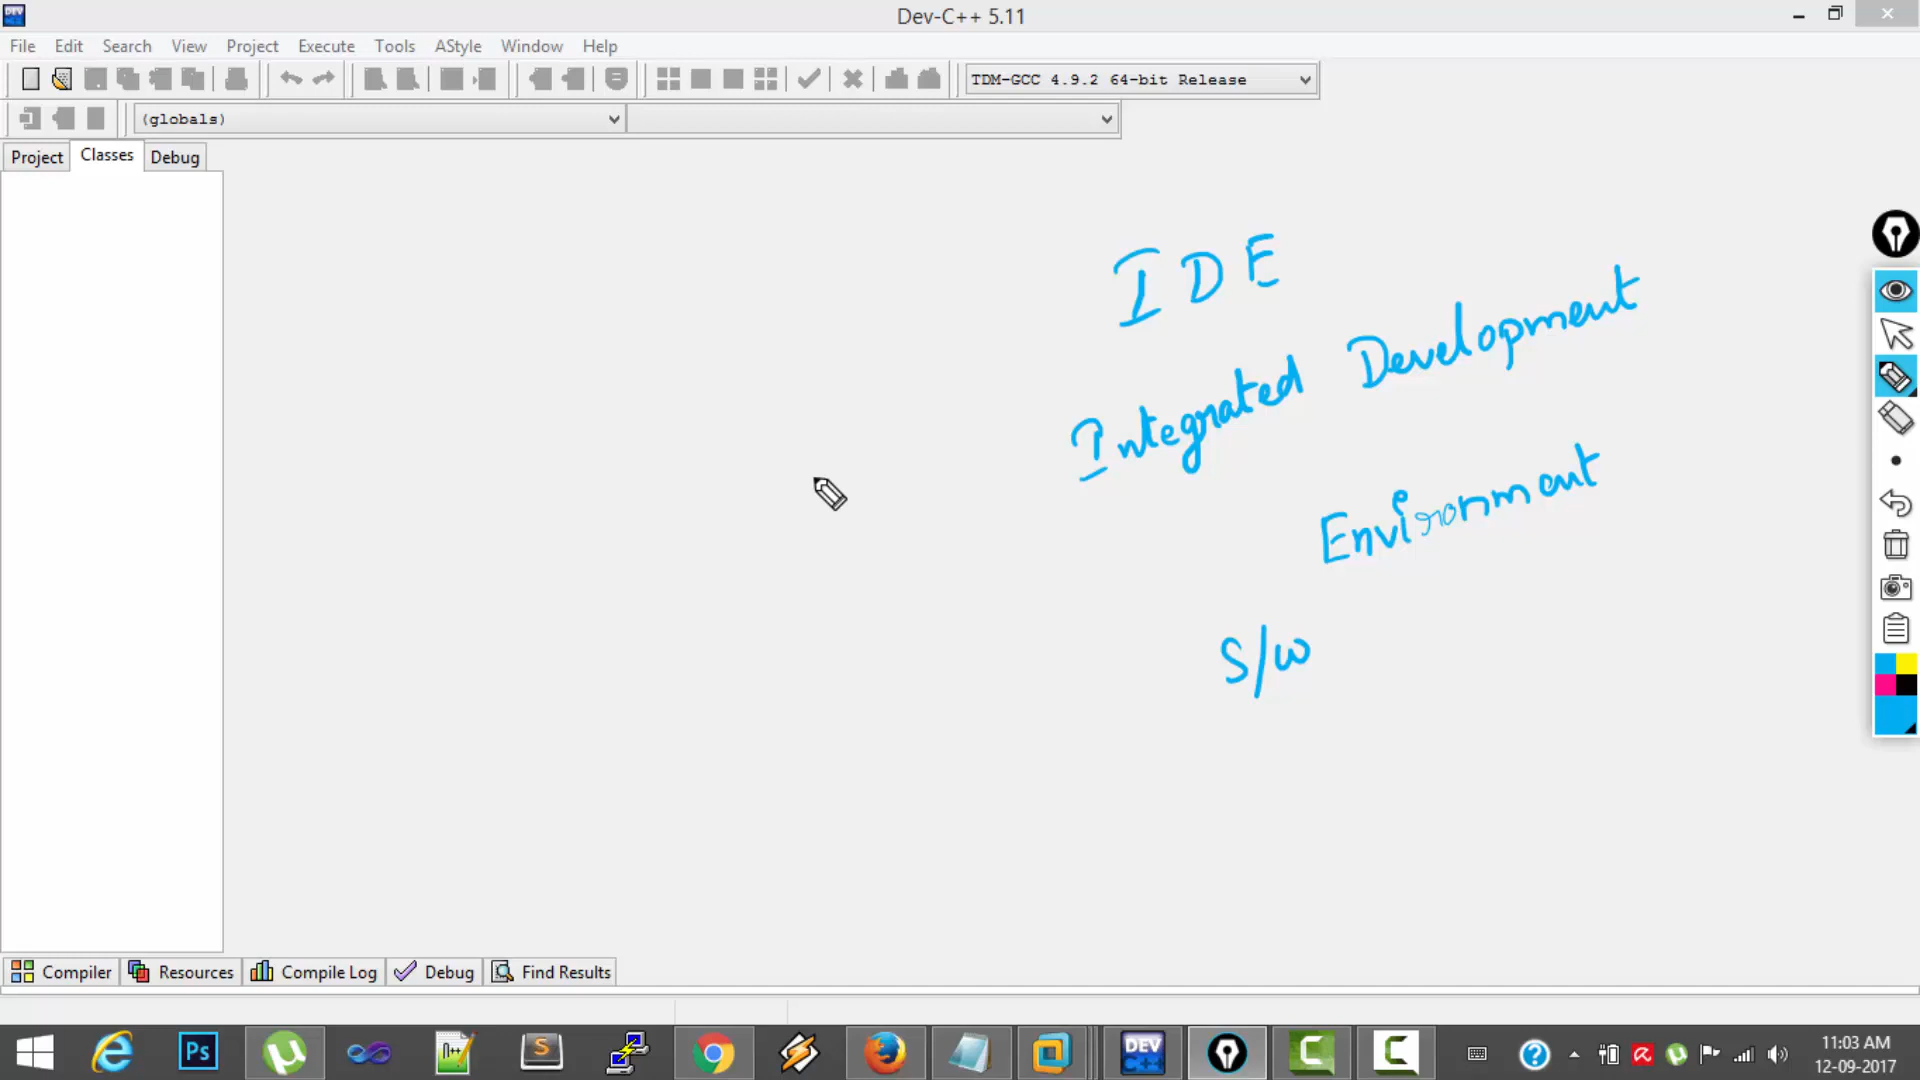 Dev-C++ 5.11
File Edit Search View Project Execute Tools AStyle Window Help
TDM-GCC 4.9.2 64-bit Release
(globals)
Project Classes Debug
I D E
Integrated Development
Environment
S/W
Compiler Resources Compile Log Debug Find Results
Ps
N++
S
DEV
C++
C
C
11:03 AM
12-09-2017